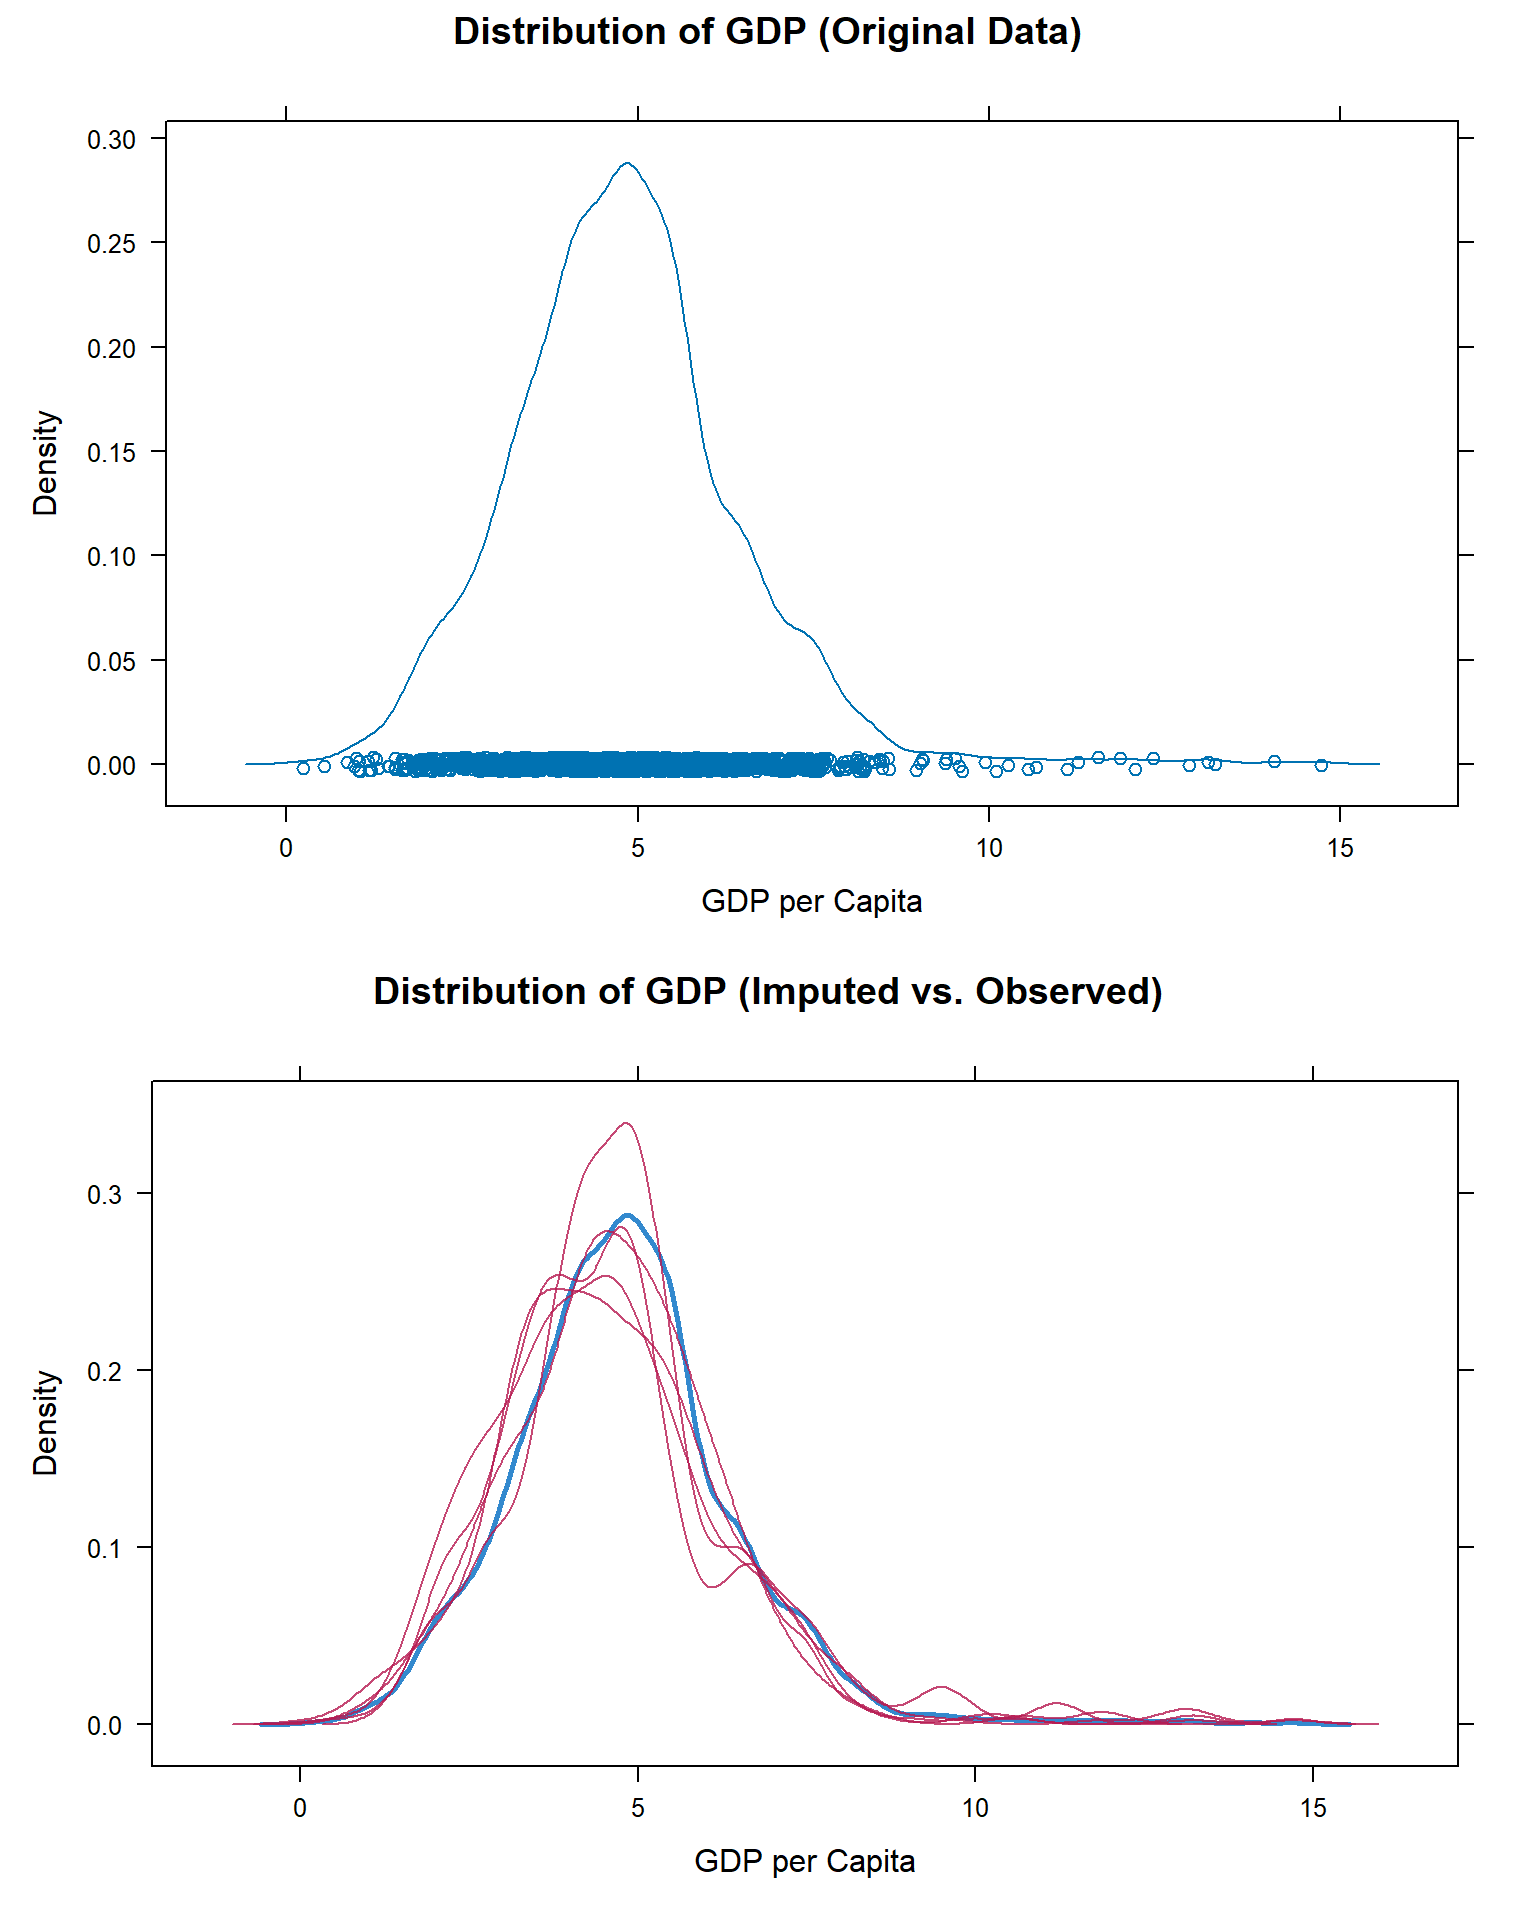 Distribution of GDP (Original Data)
0.30
0.25
0.20
0.15
0.10
0.05
0.00
Density
0 5 10 15
GDP per Capita
Distribution of GDP (Imputed vs. Observed)
0.3
0.2
0.1
0.0
Density
0 5 10 15
GDP per Capita